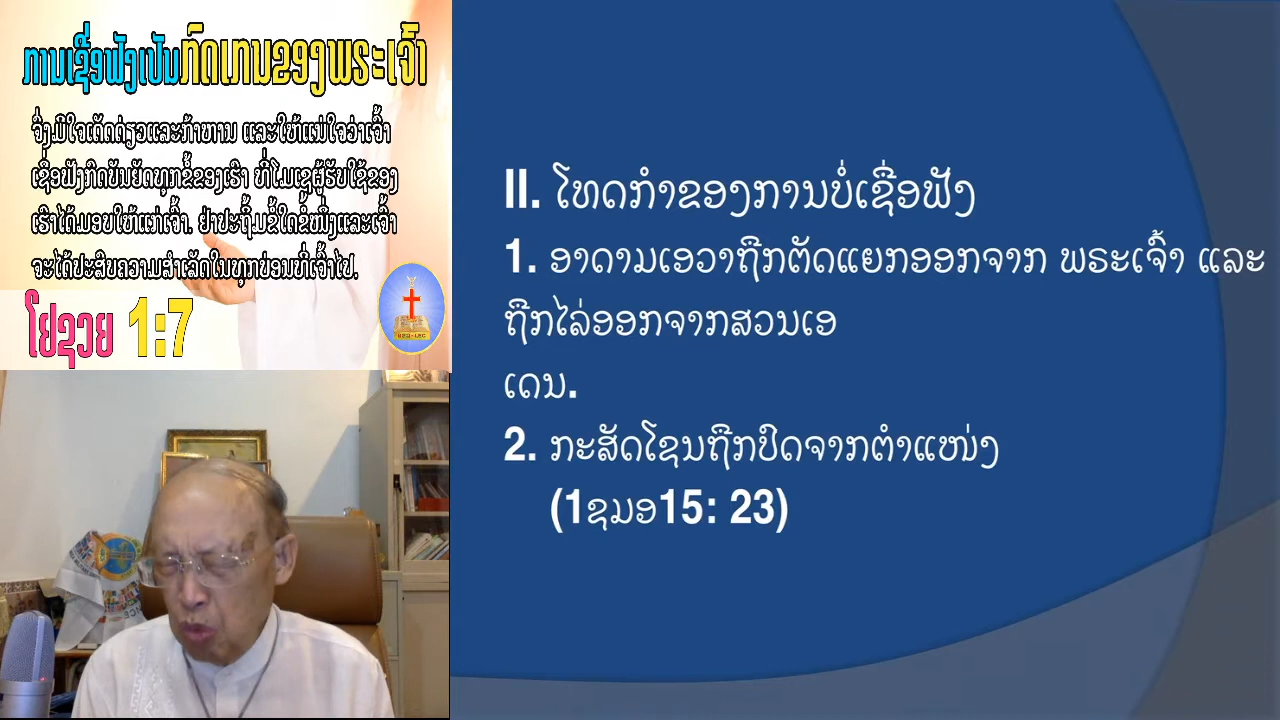 ການເຊື່ອຟັງເປັນກົດເກນຂອງພຣະເຈົ້າ
ຈົ່ງມີໃຈເດັດດ່ຽວແລະກ້າຫານ ແລະໃຫ້ແນ່ໃຈວ່າເຈົ້າ
ເຊື່ອຟັງກົດບັນຍັດທຸກຂໍ້ຂອງເຮົາ ທີ່ໂມເຊຜູ້ຮັບໃຊ້ຂອງ
ເຮົາໄດ້ມອບໃຫ້ແກ່ເຈົ້າ. ຢ່າປະຖິ້ມຂໍ້ໃດຂໍ້ໜຶ່ງແລະເຈົ້າ
ຈະໄດ້ປະສົບຄວາມສຳເລັດໃນທຸກບ່ອນທີ່ເຈົ້າໄປ.
ໂຢຊວຍ 1:7
II. ໂທດກຳຂອງການບໍ່ເຊື່ອຟັງ
1. ອາດາມເອວາຖືກຕັດແຍກອອກຈາກ ພຣະເຈົ້າ ແລະ
ຖືກໄລ່ອອກຈາກສວນເອ
ເດນ.
2. ກະສັດໂຊນຖືກປົດຈາກຕຳແໜ່ງ
(1ຊມອ15: 23)